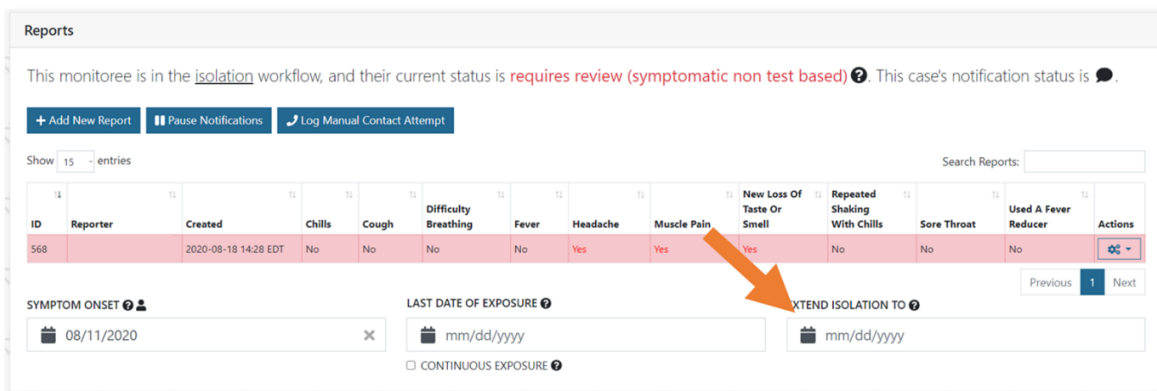 Reports
This monitoree is in the isolation workflow, and their current status is requires review (symptomatic non test based) ?. This case's notification status is .
+ Add New Report Pause Notifications Log Manual Contact Attempt
Show 15 entries Search Reports:
ID Reporter Created Chills Cough Difficulty Breathing Fever Headache Muscle Pain New Loss Of Taste Or Smell Repeated Shaking With Chills Sore Throat Used A Fever Reducer Actions
568 2020-08-18 14:28 EDT No No No No Yes Yes Yes No No No
Previous 1 Next
SYMPTOM ONSET ? LAST DATE OF EXPOSURE ? EXTEND ISOLATION TO ?
08/11/2020 × mm/dd/yyyy mm/dd/yyyy
CONTINUOUS EXPOSURE ?